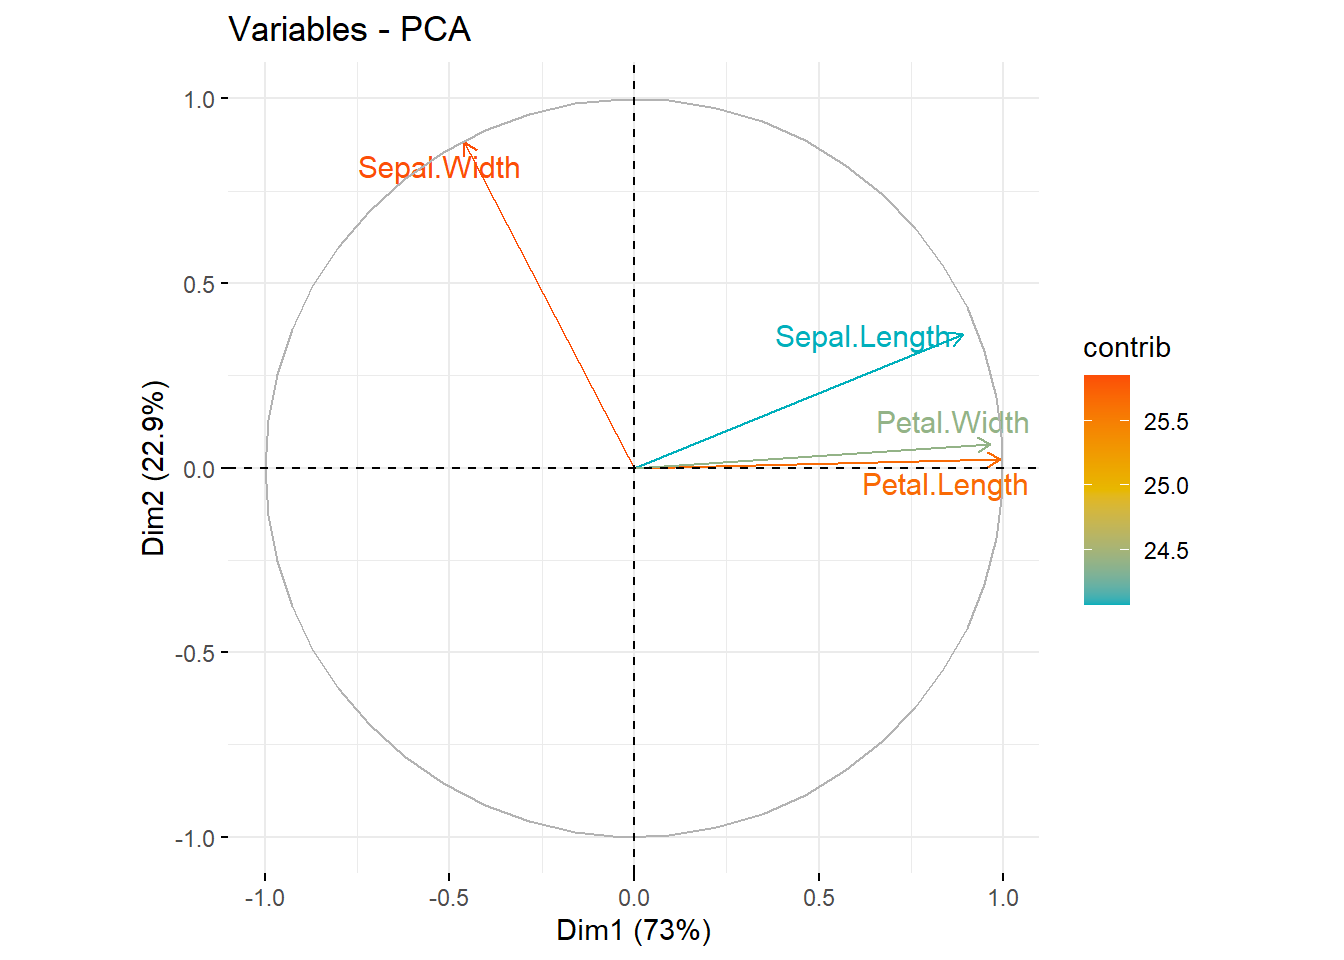 Variables - PCA
1.0
0.5
0.0
-0.5
-1.0
Dim2 (22.9%)
Sepal.Width
Sepal.Length
Petal.Width
Petal.Length
-1.0
-0.5
0.0
0.5
1.0
Dim1 (73%)
contrib
25.5
25.0
24.5